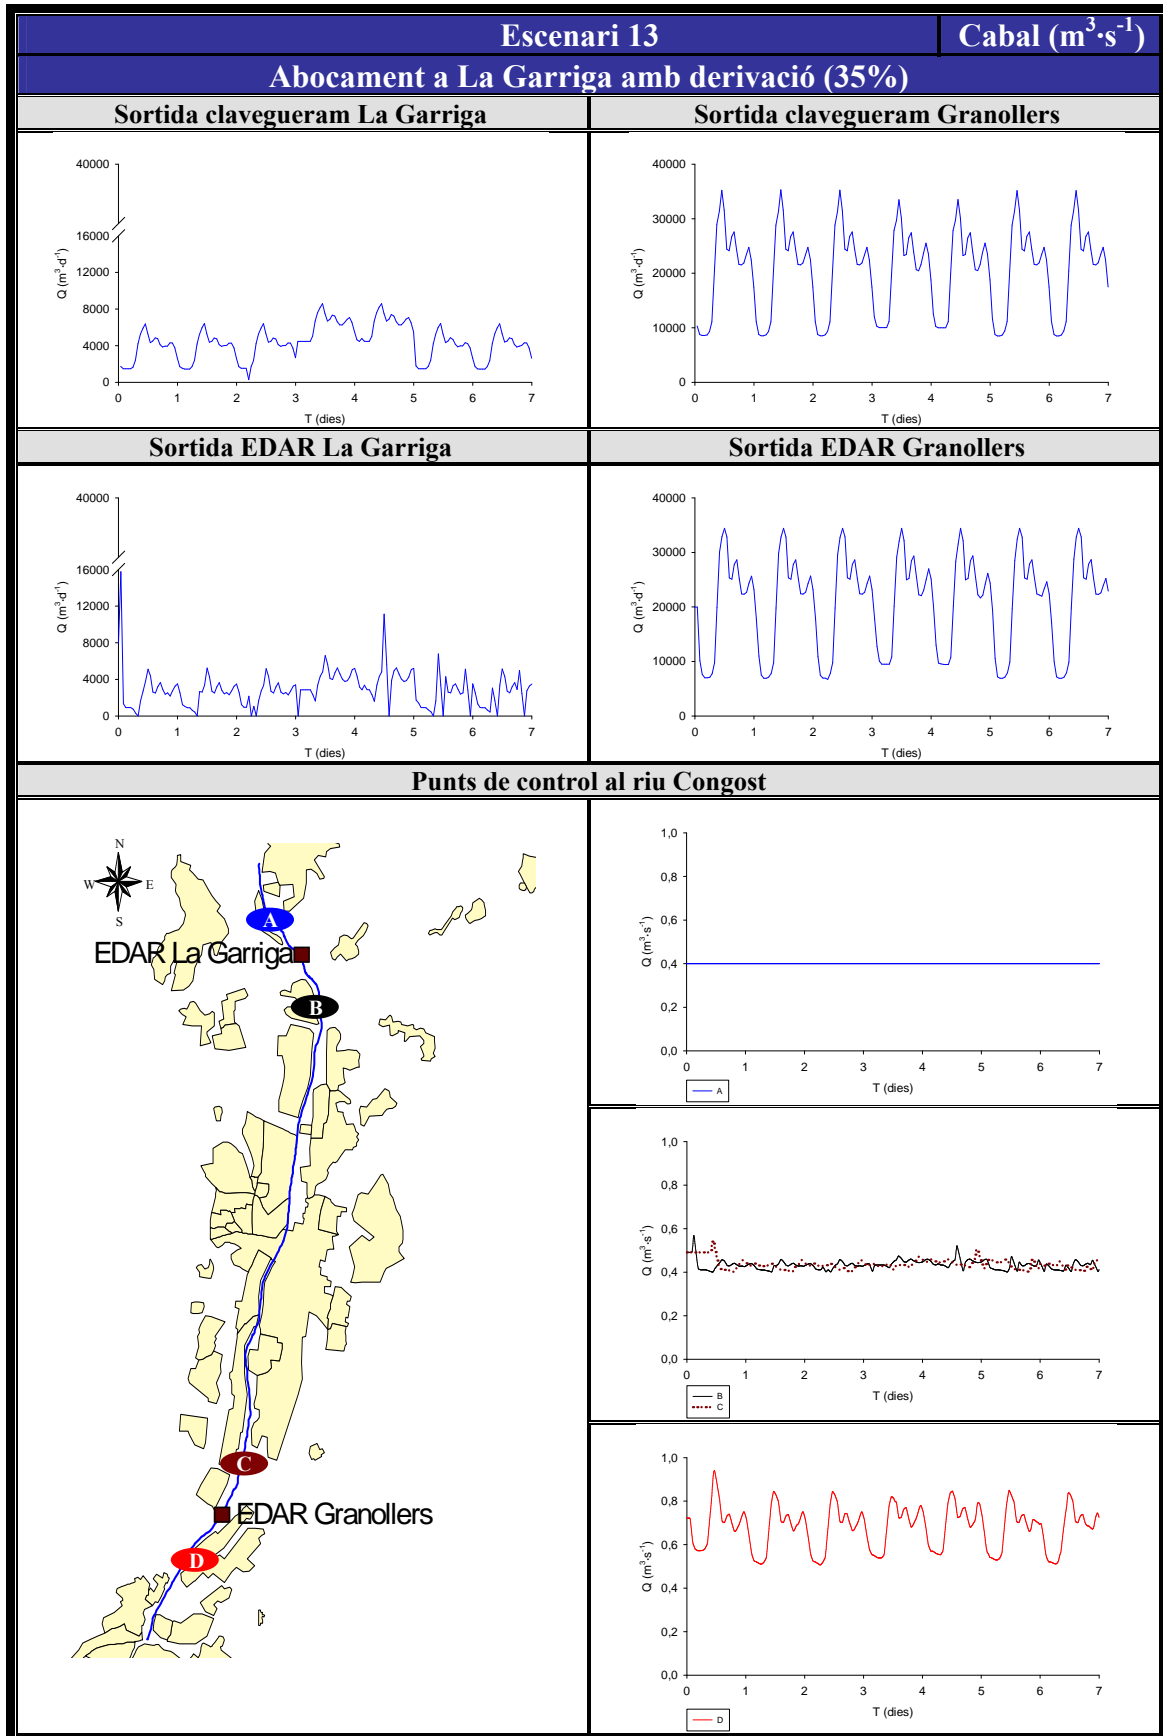 Escenari 13
Cabal (m³·s⁻¹)
Abocament a La Garriga amb derivació (35%)
Sortida clavegueram La Garriga
Sortida clavegueram Granollers
40000
16000
12000
8000
4000
0
Q (m³·d⁻¹)
0 1 2 3 4 5 6 7
T (dies)
40000
30000
20000
10000
0
Q (m³·d⁻¹)
0 1 2 3 4 5 6 7
T (dies)
Sortida EDAR La Garriga
Sortida EDAR Granollers
40000
16000
12000
8000
4000
0
Q (m³·d⁻¹)
0 1 2 3 4 5 6 7
T (dies)
40000
30000
20000
10000
0
Q (m³·d⁻¹)
0 1 2 3 4 5 6 7
T (dies)
Punts de control al riu Congost
N
W E
S
A
EDAR La Garriga
B
C
EDAR Granollers
D
1,0
0,8
0,6
0,4
0,2
0,0
Q (m³·s⁻¹)
0 1 2 3 4 5 6 7
T (dies)
A
1,0
0,8
0,6
0,4
0,2
0,0
Q (m³·s⁻¹)
0 1 2 3 4 5 6 7
T (dies)
B
C
1,0
0,8
0,6
0,4
0,2
0,0
Q (m³·s⁻¹)
0 1 2 3 4 5 6 7
T (dies)
D